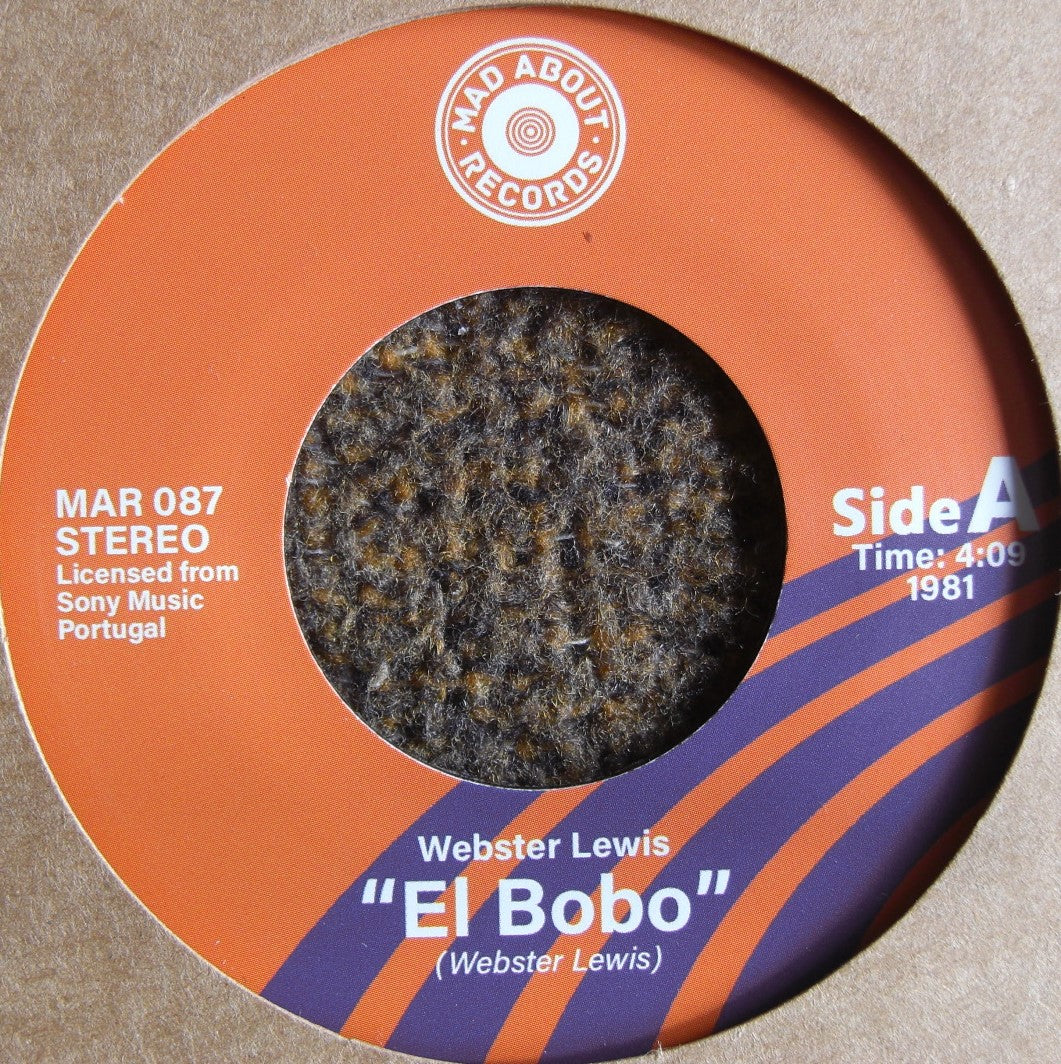 · MAD ABOUT ·
RECORDS
MAR 087
STEREO
Licensed from
Sony Music
Portugal
Side A
Time: 4:09
1981
Webster Lewis
"El Bobo"
(Webster Lewis)